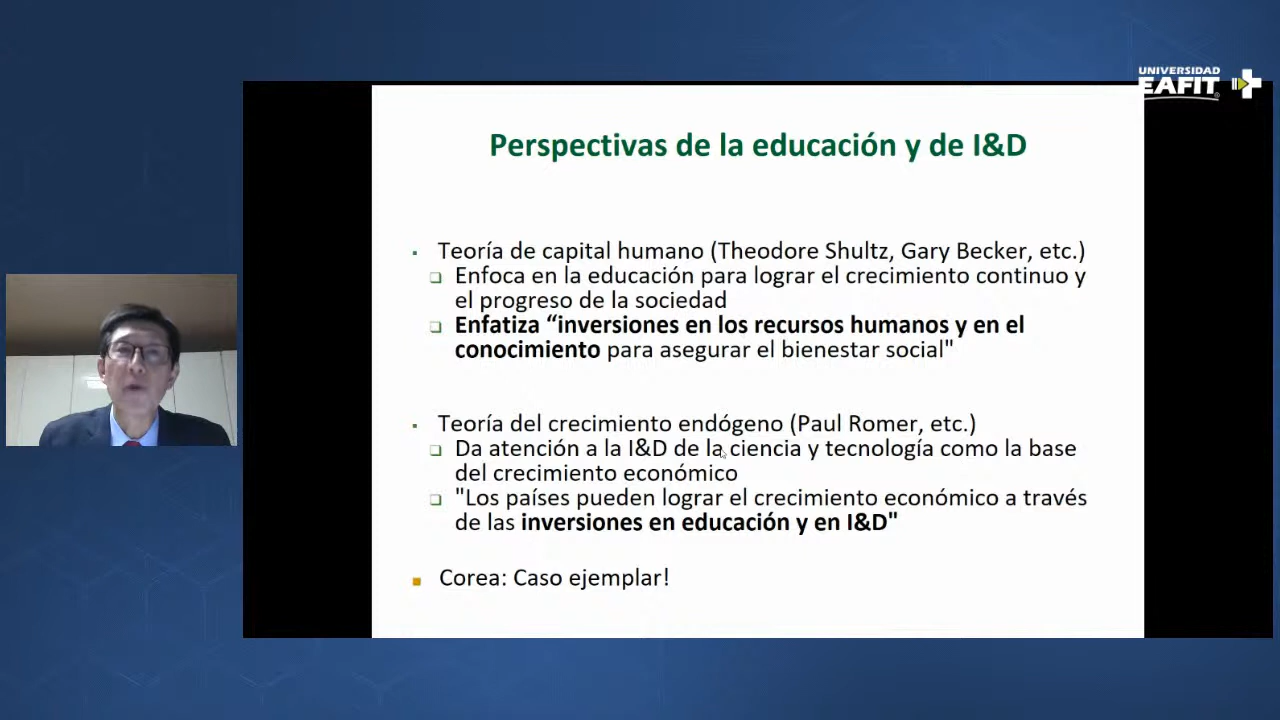 UNIVERSIDAD
EAFIT
Perspectivas de la educación y de I&D
Teoría de capital humano (Theodore Shultz, Gary Becker, etc.)
Enfoca en la educación para lograr el crecimiento continuo y
el progreso de la sociedad
Enfatiza “inversiones en los recursos humanos y en el
conocimiento para asegurar el bienestar social"
Teoría del crecimiento endógeno (Paul Romer, etc.)
Da atención a la I&D de la ciencia y tecnología como la base
del crecimiento económico
"Los países pueden lograr el crecimiento económico a través
de las inversiones en educación y en I&D"
Corea: Caso ejemplar!